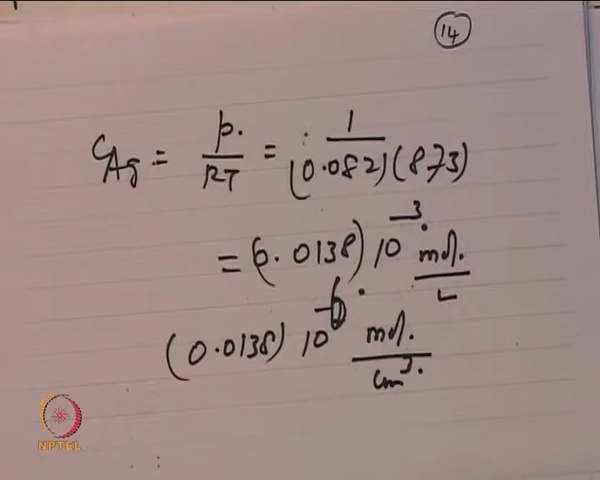 14
C_Ag = p/RT = 1/(0.082)(873)
= (0.0138) 10^-3 mol./L
(0.0138) 10^-6 mol./cm^3.
NPTEL